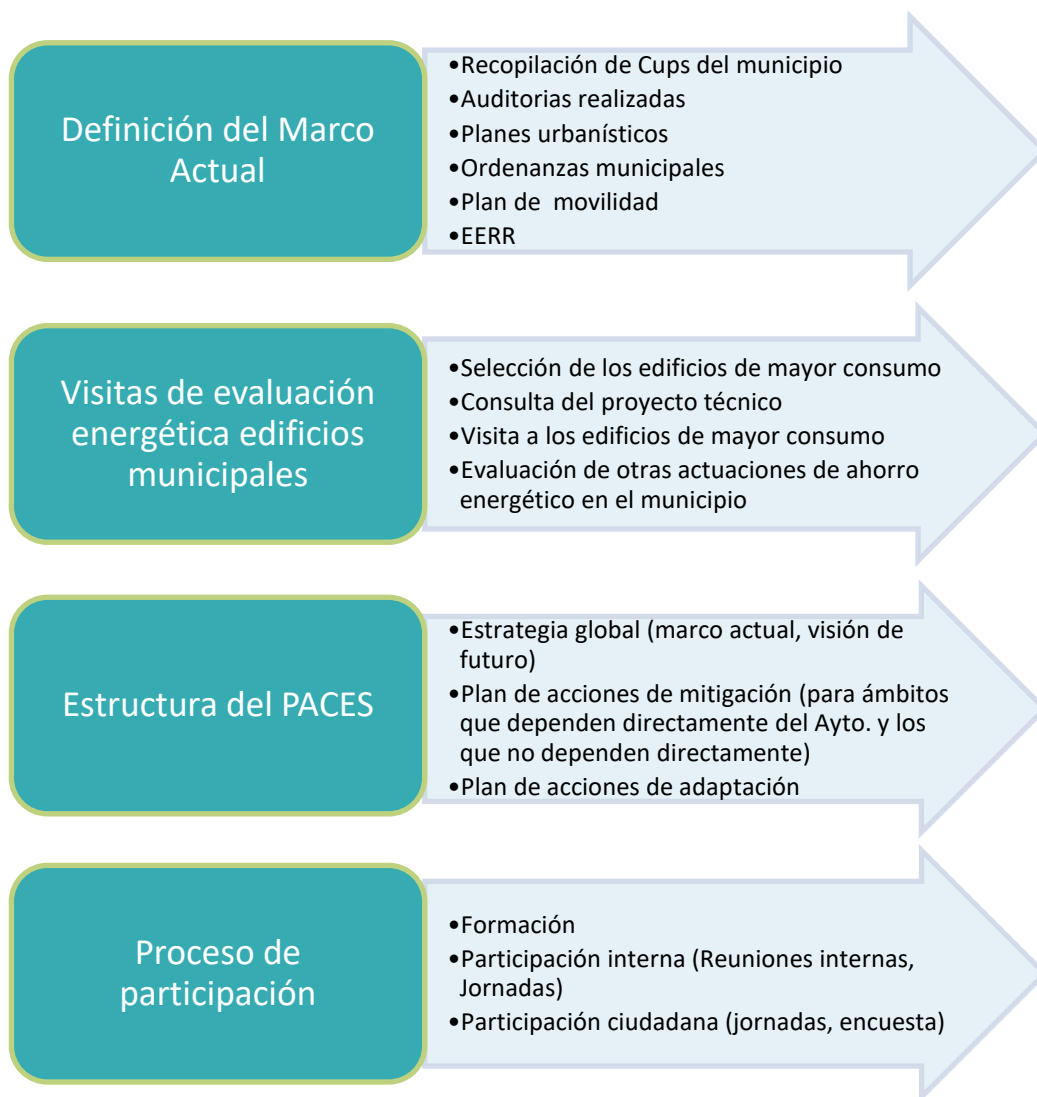 Definición del Marco
Actual
•Recopilación de Cups del municipio
•Auditorias realizadas
•Planes urbanísticos
•Ordenanzas municipales
•Plan de movilidad
•EERR
Visitas de evaluación
energética edificios
municipales
•Selección de los edificios de mayor consumo
•Consulta del proyecto técnico
•Visita a los edificios de mayor consumo
•Evaluación de otras actuaciones de ahorro
energético en el municipio
Estructura del PACES
•Estrategia global (marco actual, visión de
futuro)
•Plan de acciones de mitigación (para ámbitos
que dependen directamente del Ayto. y los
que no dependen directamente)
•Plan de acciones de adaptación
Proceso de
participación
•Formación
•Participación interna (Reuniones internas,
Jornadas)
•Participación ciudadana (jornadas, encuesta)